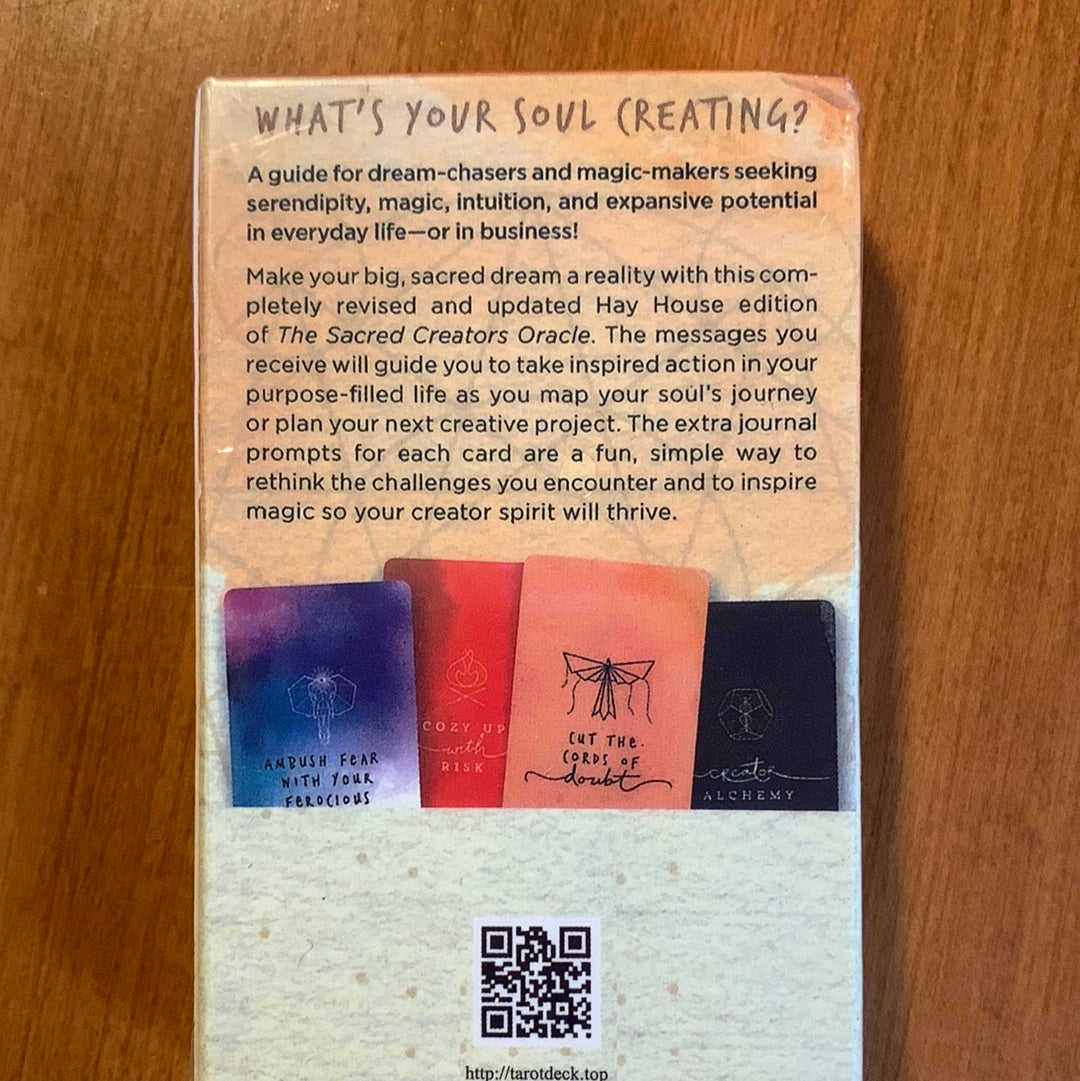 WHAT'S YOUR SOUL CREATING?
A guide for dream-chasers and magic-makers seeking
serendipity, magic, intuition, and expansive potential
in everyday life—or in business!
Make your big, sacred dream a reality with this com-
pletely revised and updated Hay House edition
of The Sacred Creators Oracle. The messages you
receive will guide you to take inspired action in your
purpose-filled life as you map your soul's journey
or plan your next creative project. The extra journal
prompts for each card are a fun, simple way to
rethink the challenges you encounter and to inspire
magic so your creator spirit will thrive.
AMBUSH FEAR
WITH YOUR
FEROCIOUS
COZY UP
with
RISK
CUT THE
CORDS OF
doubt
creator
ALCHEMY
http://tarotdeck.top